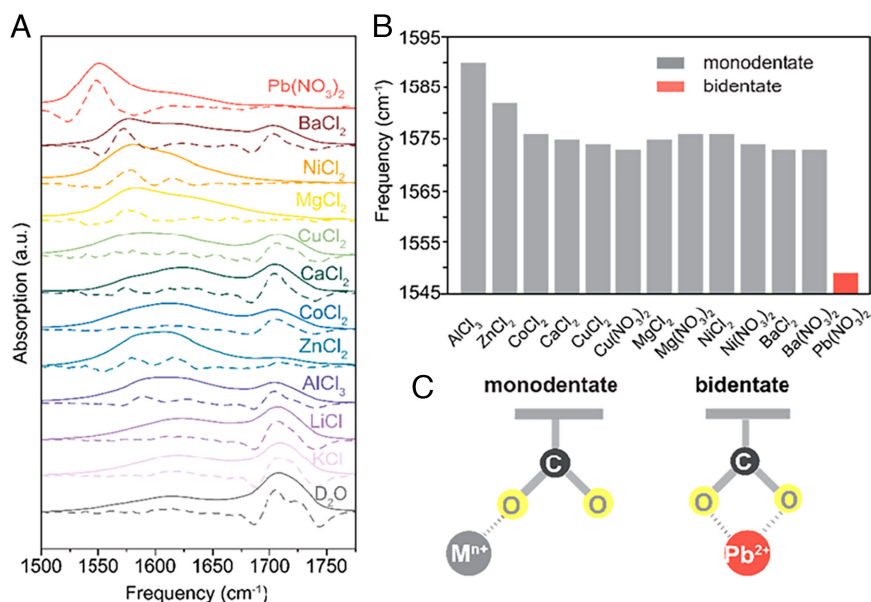 A
Pb(NO₃)₂
BaCl₂
NiCl₂
MgCl₂
CuCl₂
CaCl₂
CoCl₂
ZnCl₂
AlCl₃
LiCl
KCl
D₂O
Absorption (a.u.)
1500 1550 1600 1650 1700 1750
Frequency (cm⁻¹)
B
1595
1585
1575
1565
1555
1545
Frequency (cm⁻¹)
monodentate
bidentate
AlCl₃ ZnCl₂ CoCl₂ CaCl₂ CuCl₂ Cu(NO₃)₂ MgCl₂ Mg(NO₃)₂ NiCl₂ Ni(NO₃)₂ BaCl₂ Ba(NO₃)₂ Pb(NO₃)₂
C
monodentate bidentate
C C
O O O O
Mⁿ⁺ Pb²⁺